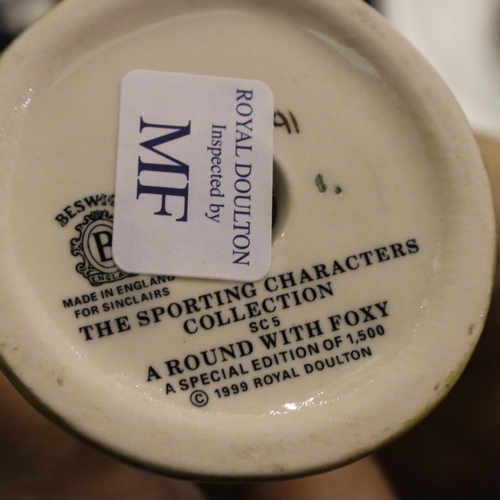 ROYAL DOULTON
Inspected by
MF
B
ENGLAND
MADE IN ENGLAND
FOR SINCLAIRS
THE SPORTING CHARACTERS
COLLECTION
SC5
A ROUND WITH FOXY
A SPECIAL EDITION OF 1,500
© 1999 ROYAL DOULTON